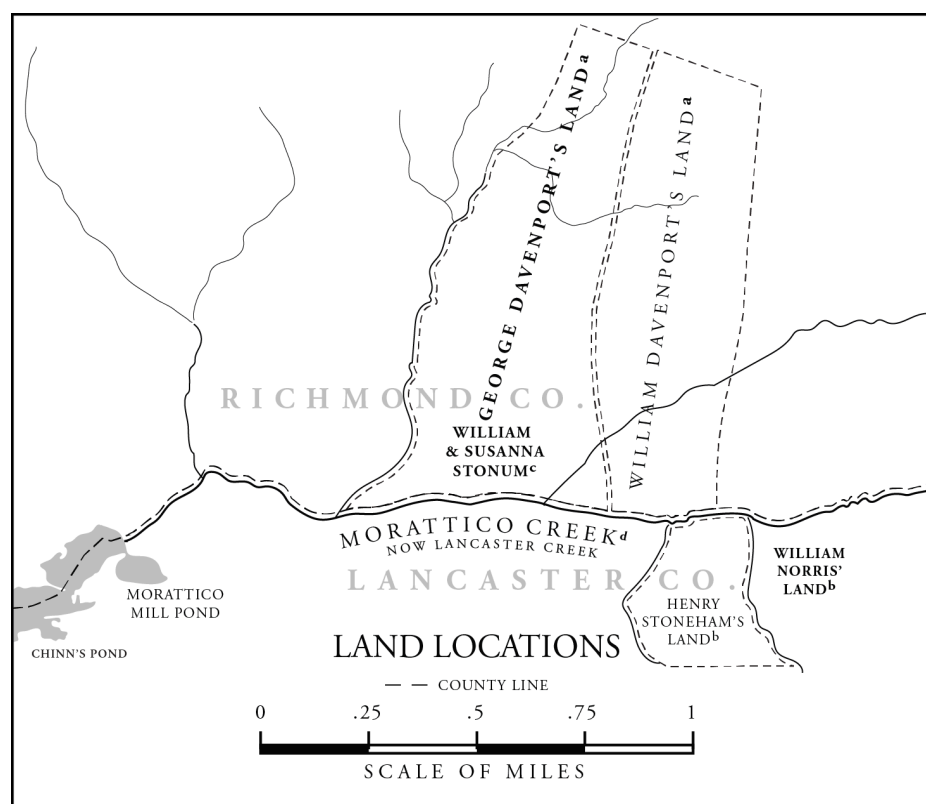 GEORGE DAVENPORT'S LANDa
WILLIAM DAVENPORT'S LANDa
RICHMOND CO.
WILLIAM
& SUSANNA
STONUMc
MORATTICO CREEKd
NOW LANCASTER CREEK
LANCASTER CO.
WILLIAM
NORRIS'
LANDb
MORATTICO
MILL POND
HENRY
STONEHAM'S
LANDb
CHINN'S POND
LAND LOCATIONS
COUNTY LINE
0 .25 .5 .75 1
SCALE OF MILES